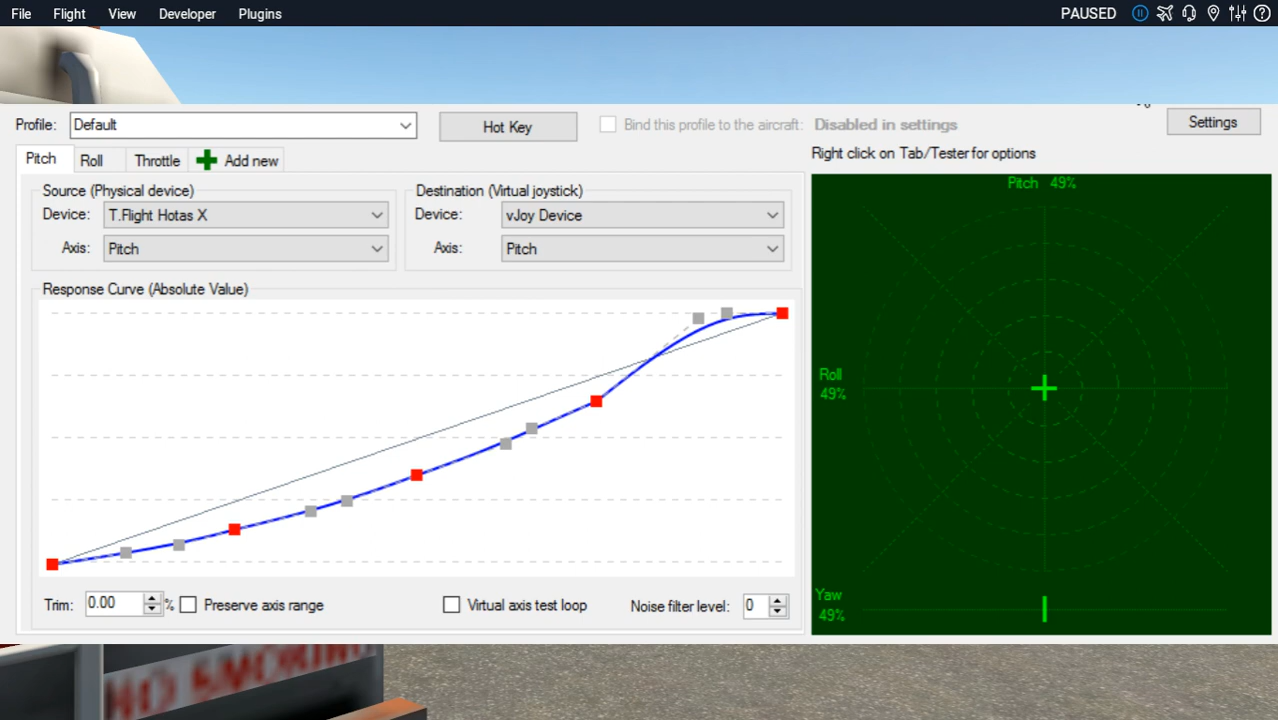 File Flight View Developer Plugins PAUSED
Profile: Default Hot Key Bind this profile to the aircraft: Disabled in settings Settings
Pitch Roll Throttle Add new Right click on Tab/Tester for options
Source (Physical device) Destination (Virtual joystick)
Device: T.Flight Hotas X Device: vJoy Device
Axis: Pitch Axis: Pitch
Response Curve (Absolute Value)
Trim: 0.00 % Preserve axis range Virtual axis test loop Noise filter level: 0
Pitch 49%
Roll
49%
Yaw
49%
NO SMOKING